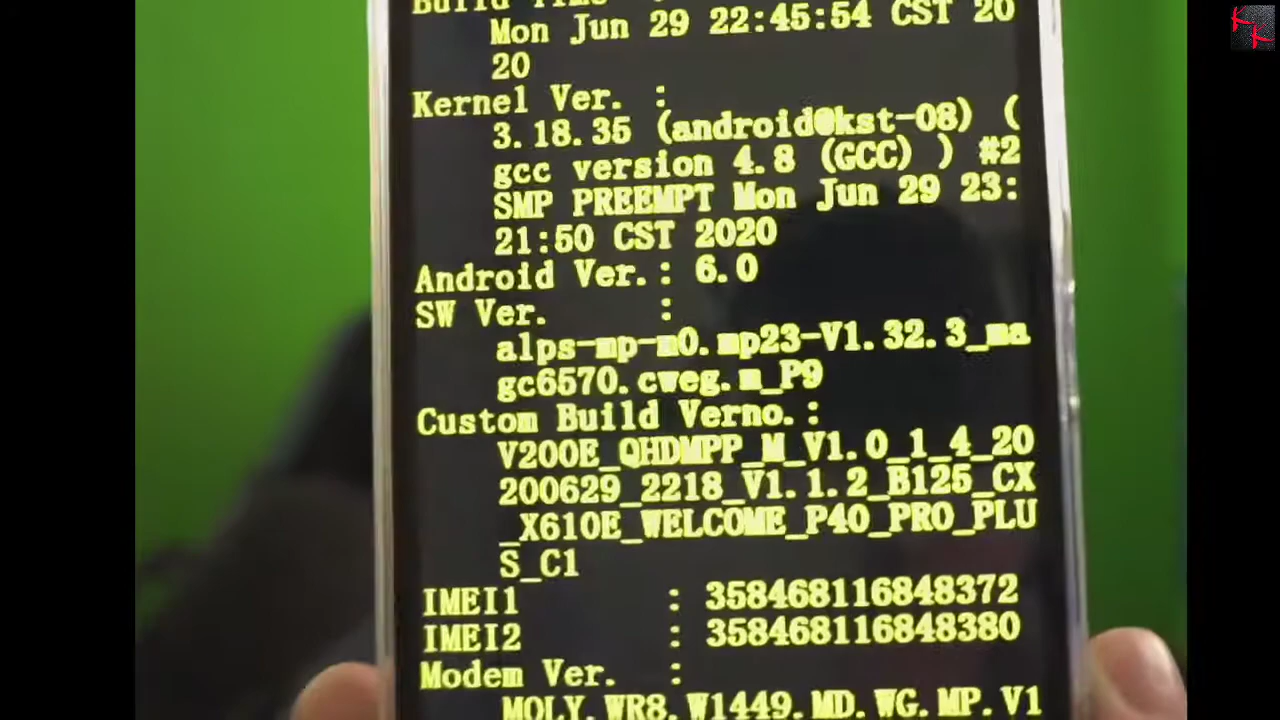 Build Time
Mon Jun 29 22:45:54 CST 20
20
Kernel Ver. :
3.18.35 (android@kst-08) (
gcc version 4.8 (GCC) ) #2
SMP PREEMPT Mon Jun 29 23:
21:50 CST 2020
Android Ver.: 6.0
SW Ver. :
alps-mp-m0.mp23-V1.32.3_ma
gc6570.cweg.m_P9
Custom Build Verno.:
V200E_QHDMPP_M_V1.0_1_4_20
200629_2218_V1.1.2_B125_CX
_X610E_WELCOME_P40_PRO_PLU
S_C1
IMEI1 : 358468116848372
IMEI2 : 358468116848380
Modem Ver. :
MOLY.WR8.W1449.MD.WG.MP.V1